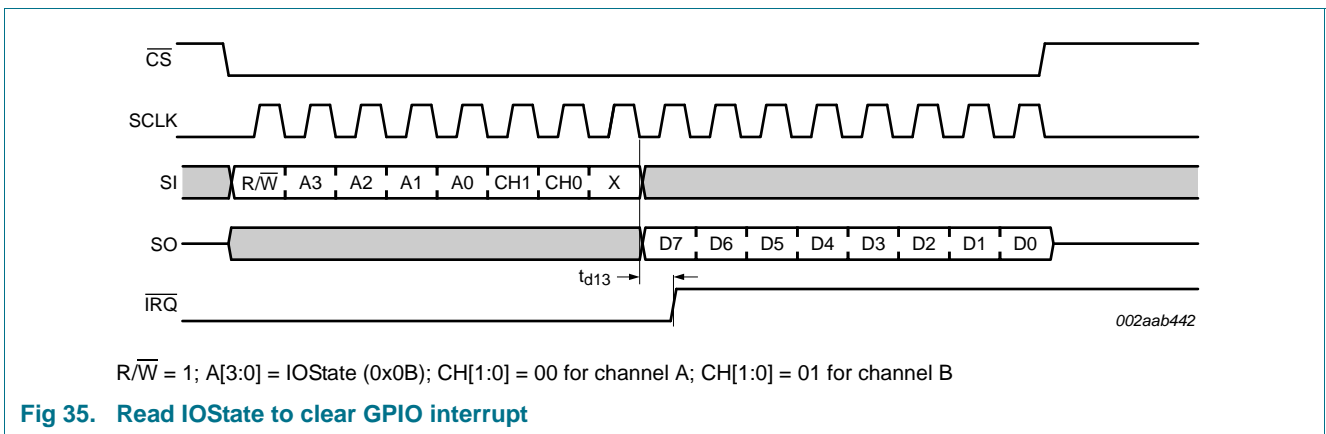 C̅S̅
SCLK
SI R/W̅ A3 A2 A1 A0 CH1 CH0 X
SO D7 D6 D5 D4 D3 D2 D1 D0
td13
I̅R̅Q̅
002aab442
R/W̅ = 1; A[3:0] = IOState (0x0B); CH[1:0] = 00 for channel A; CH[1:0] = 01 for channel B
Fig 35. Read IOState to clear GPIO interrupt